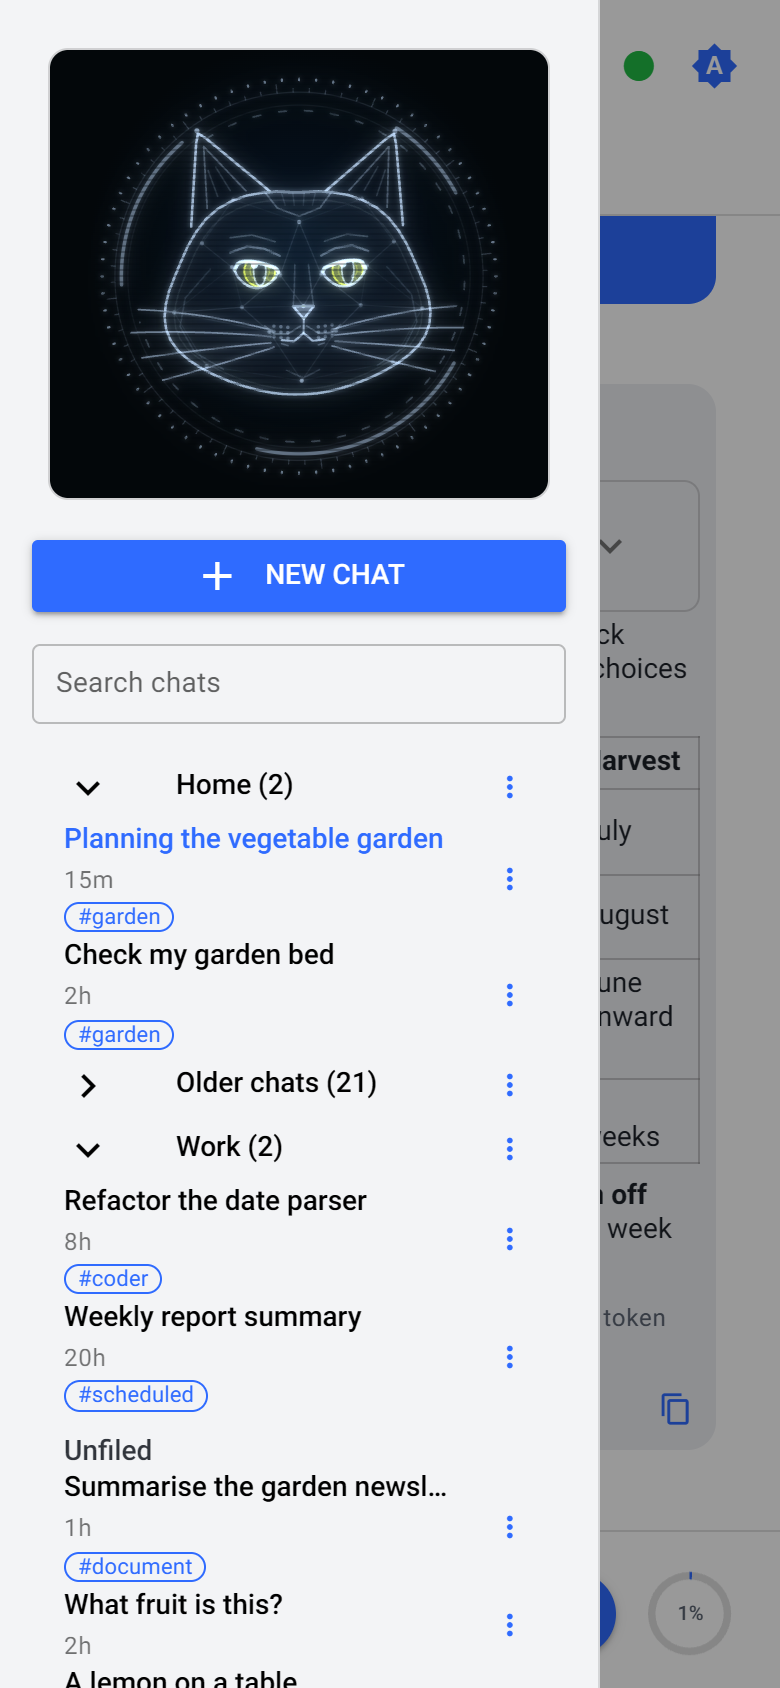 A
NEW CHAT
Search chats
Home (2)
Planning the vegetable garden
15m
#garden
Check my garden bed
2h
#garden
Older chats (21)
Work (2)
Refactor the date parser
8h
#coder
Weekly report summary
20h
#scheduled
Unfiled
Summarise the garden newsl...
1h
#document
What fruit is this?
2h
A lemon on a table
ck
choices
arvest
uly
ugust
une
nward
eeks
off
week
token
1%